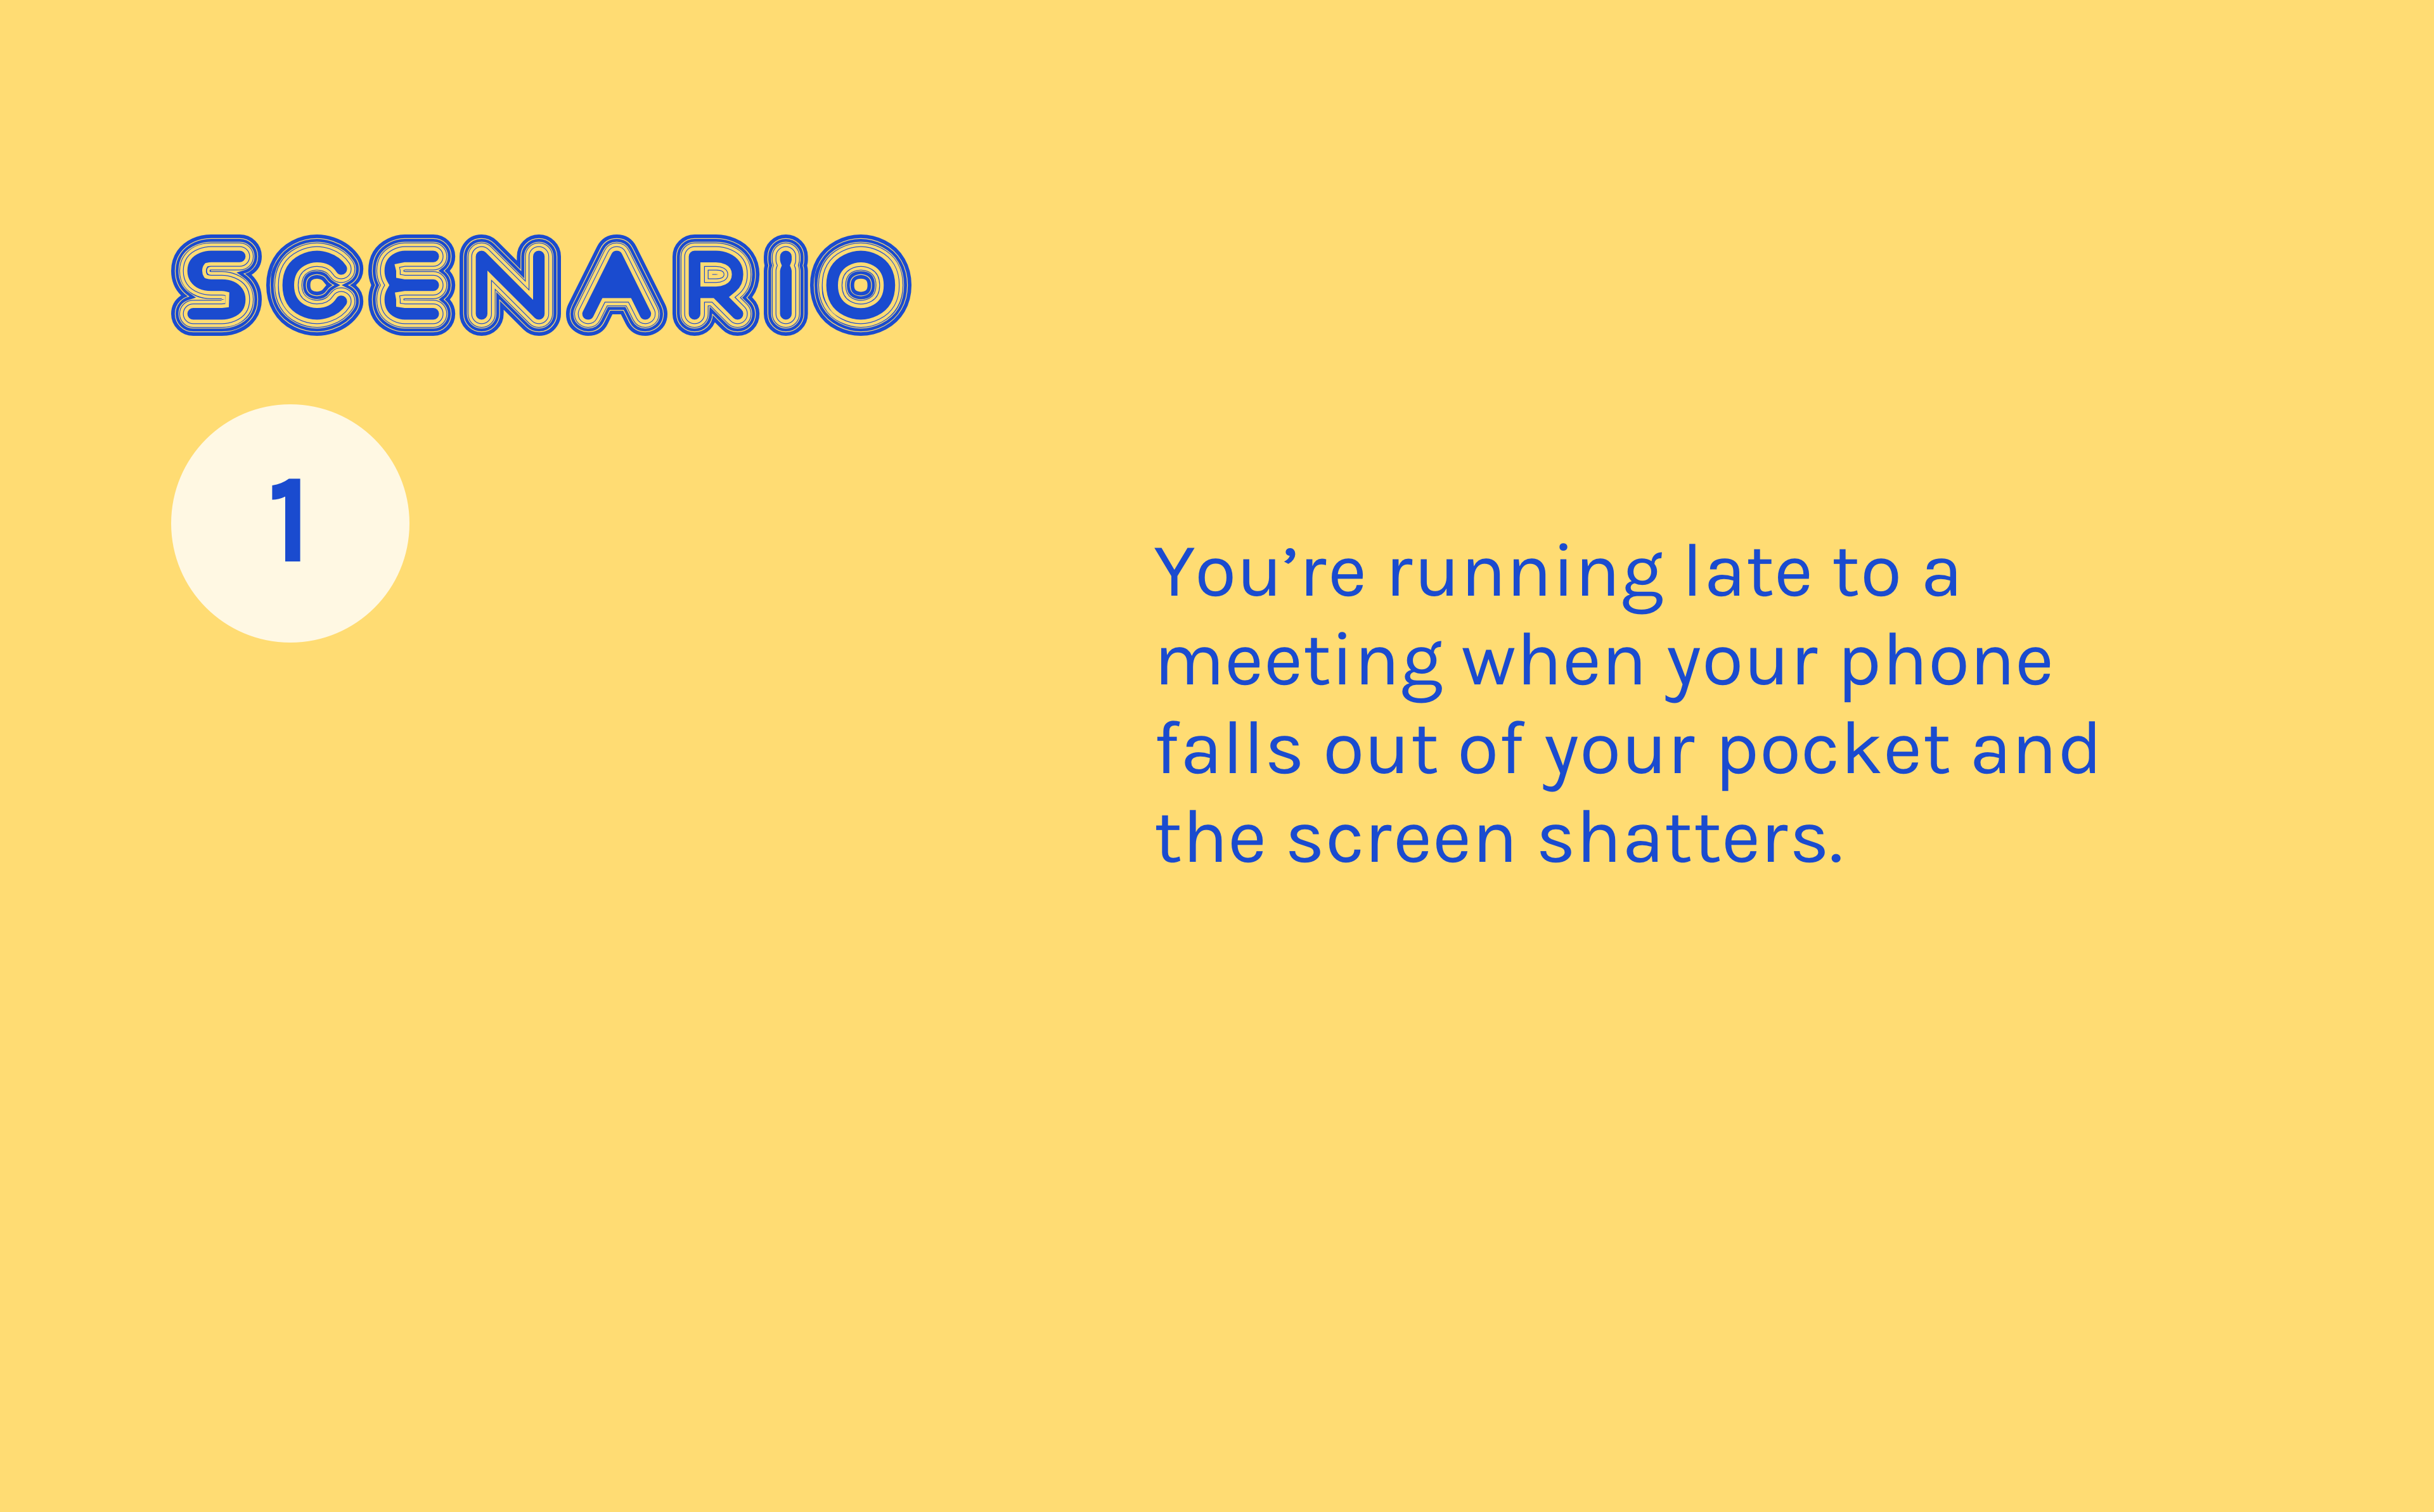 SCENARIO
1
You’re running late to a
meeting when your phone
falls out of your pocket and
the screen shatters.